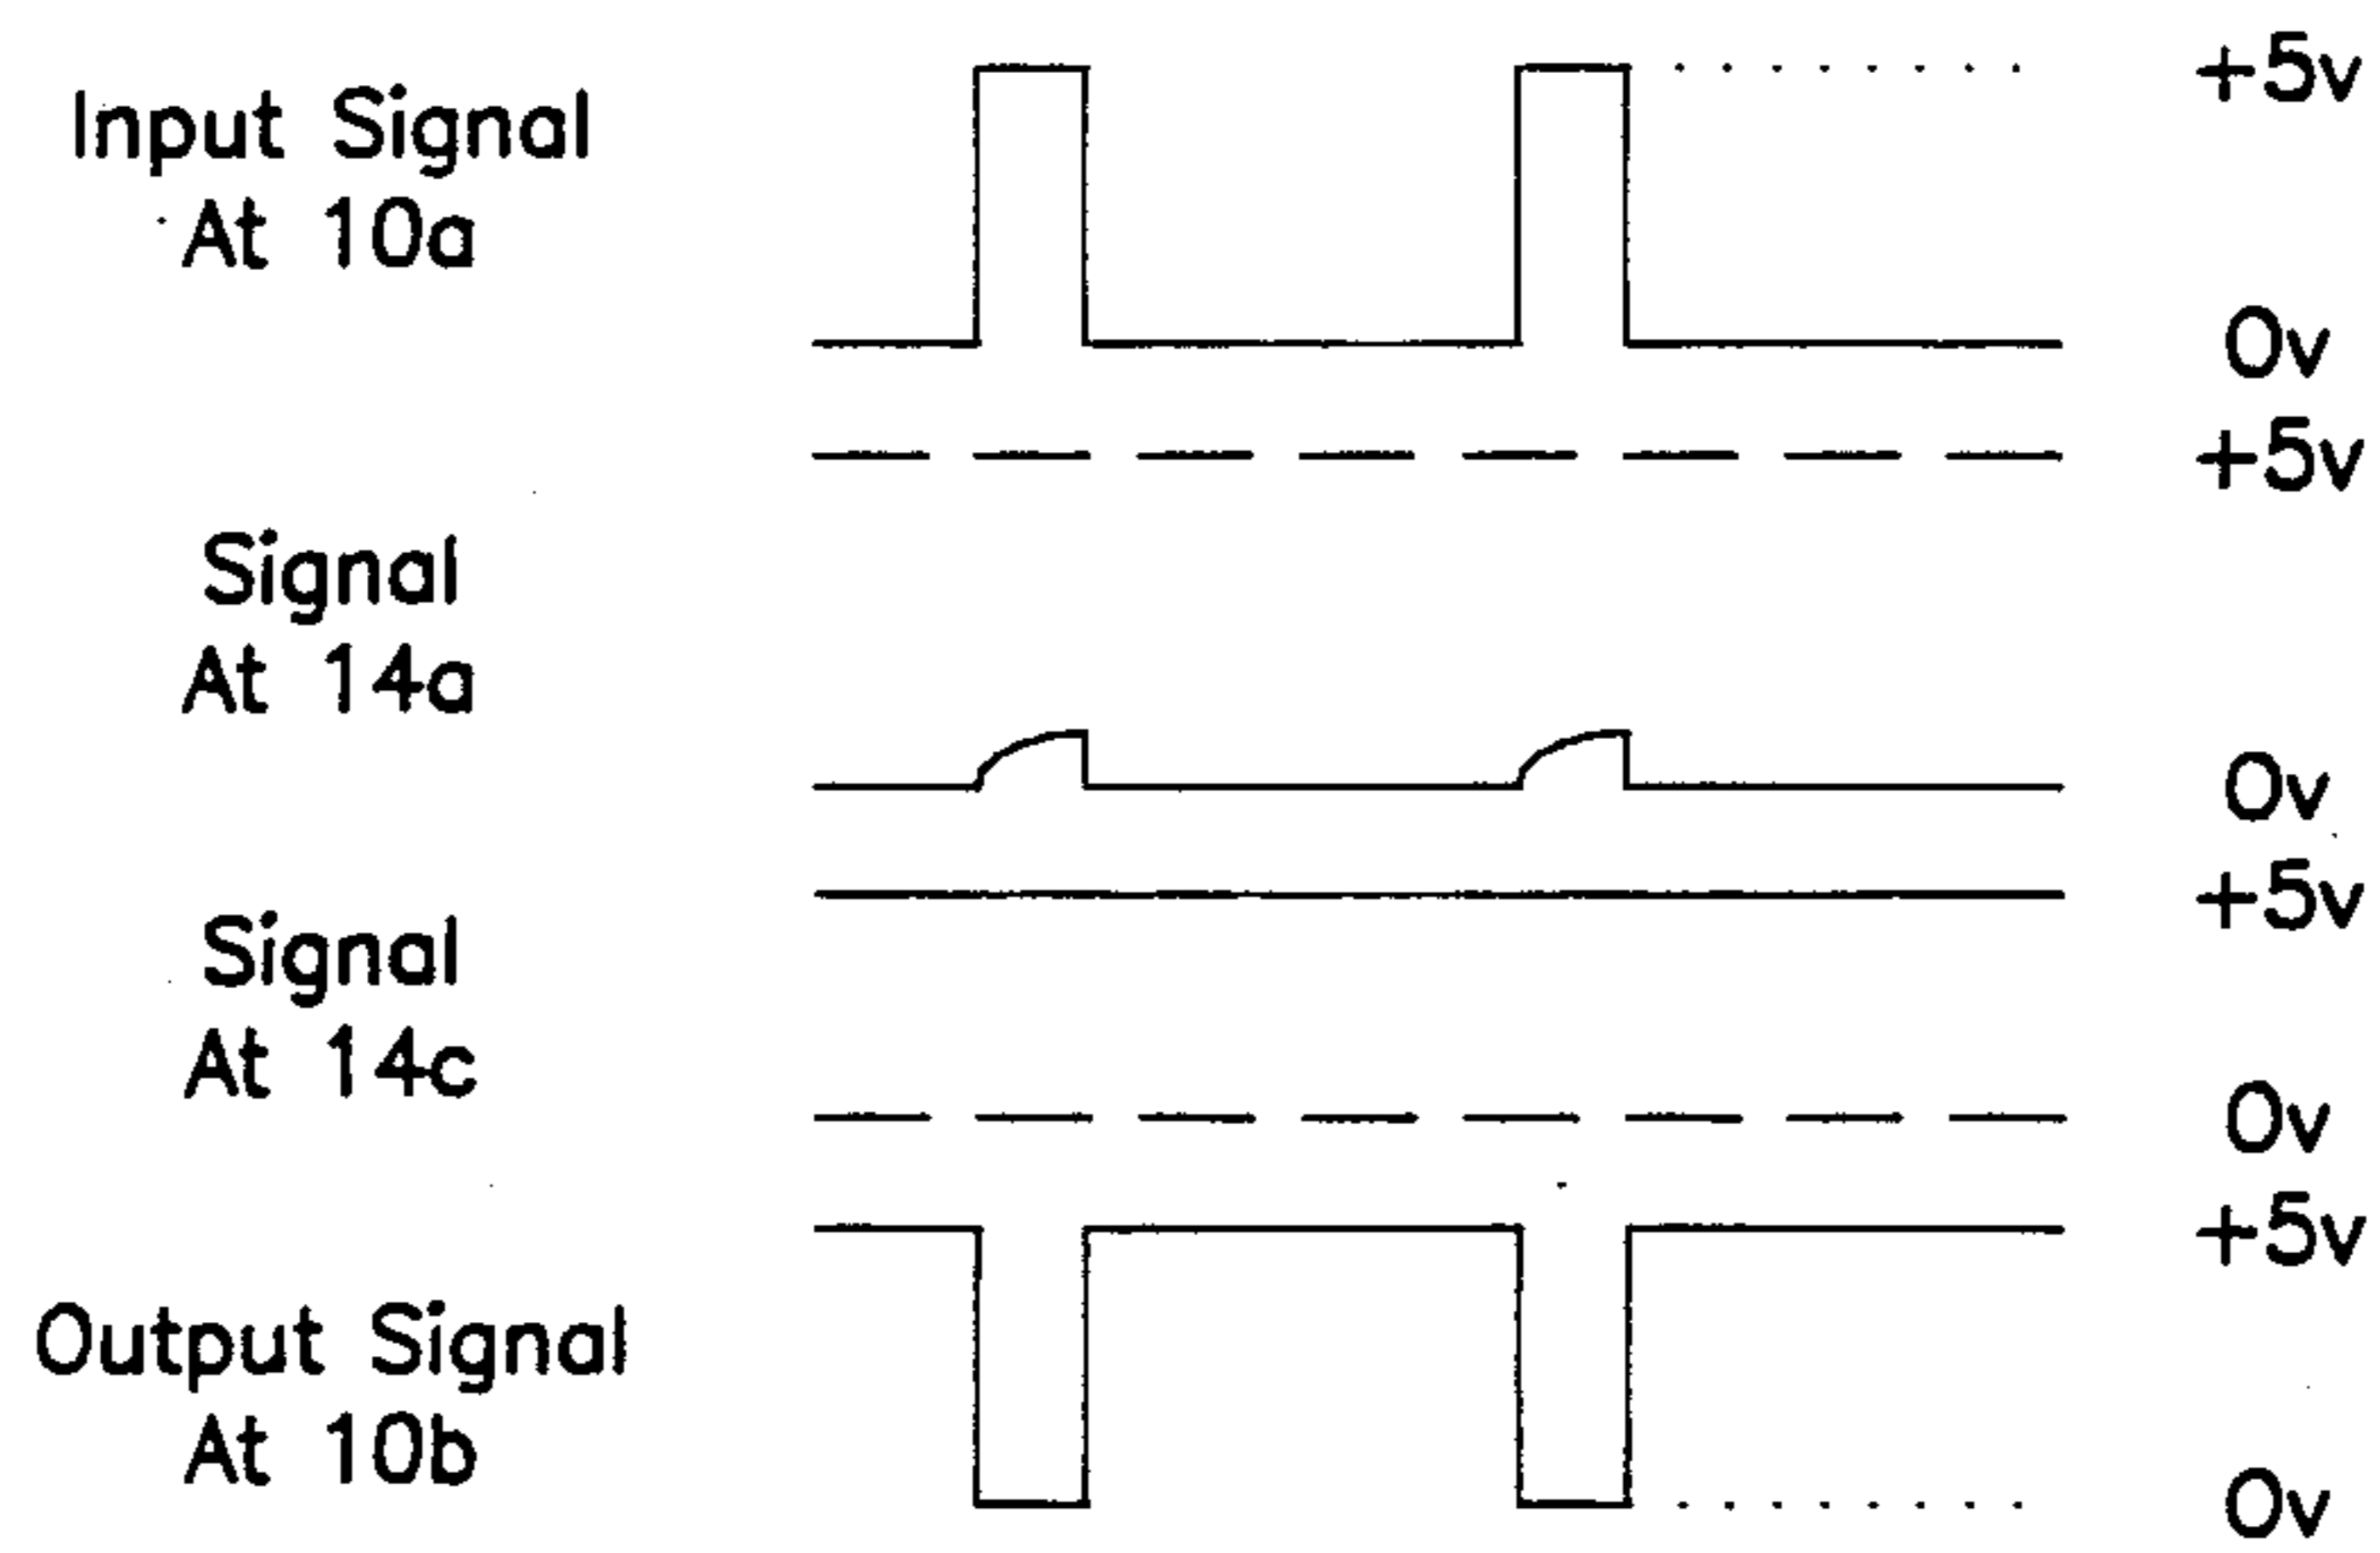 Input Signal
At 10a
+5v
0v
+5v
Signal
At 14a
0v
+5v
Signal
At 14c
0v
+5v
Output Signal
At 10b
0v